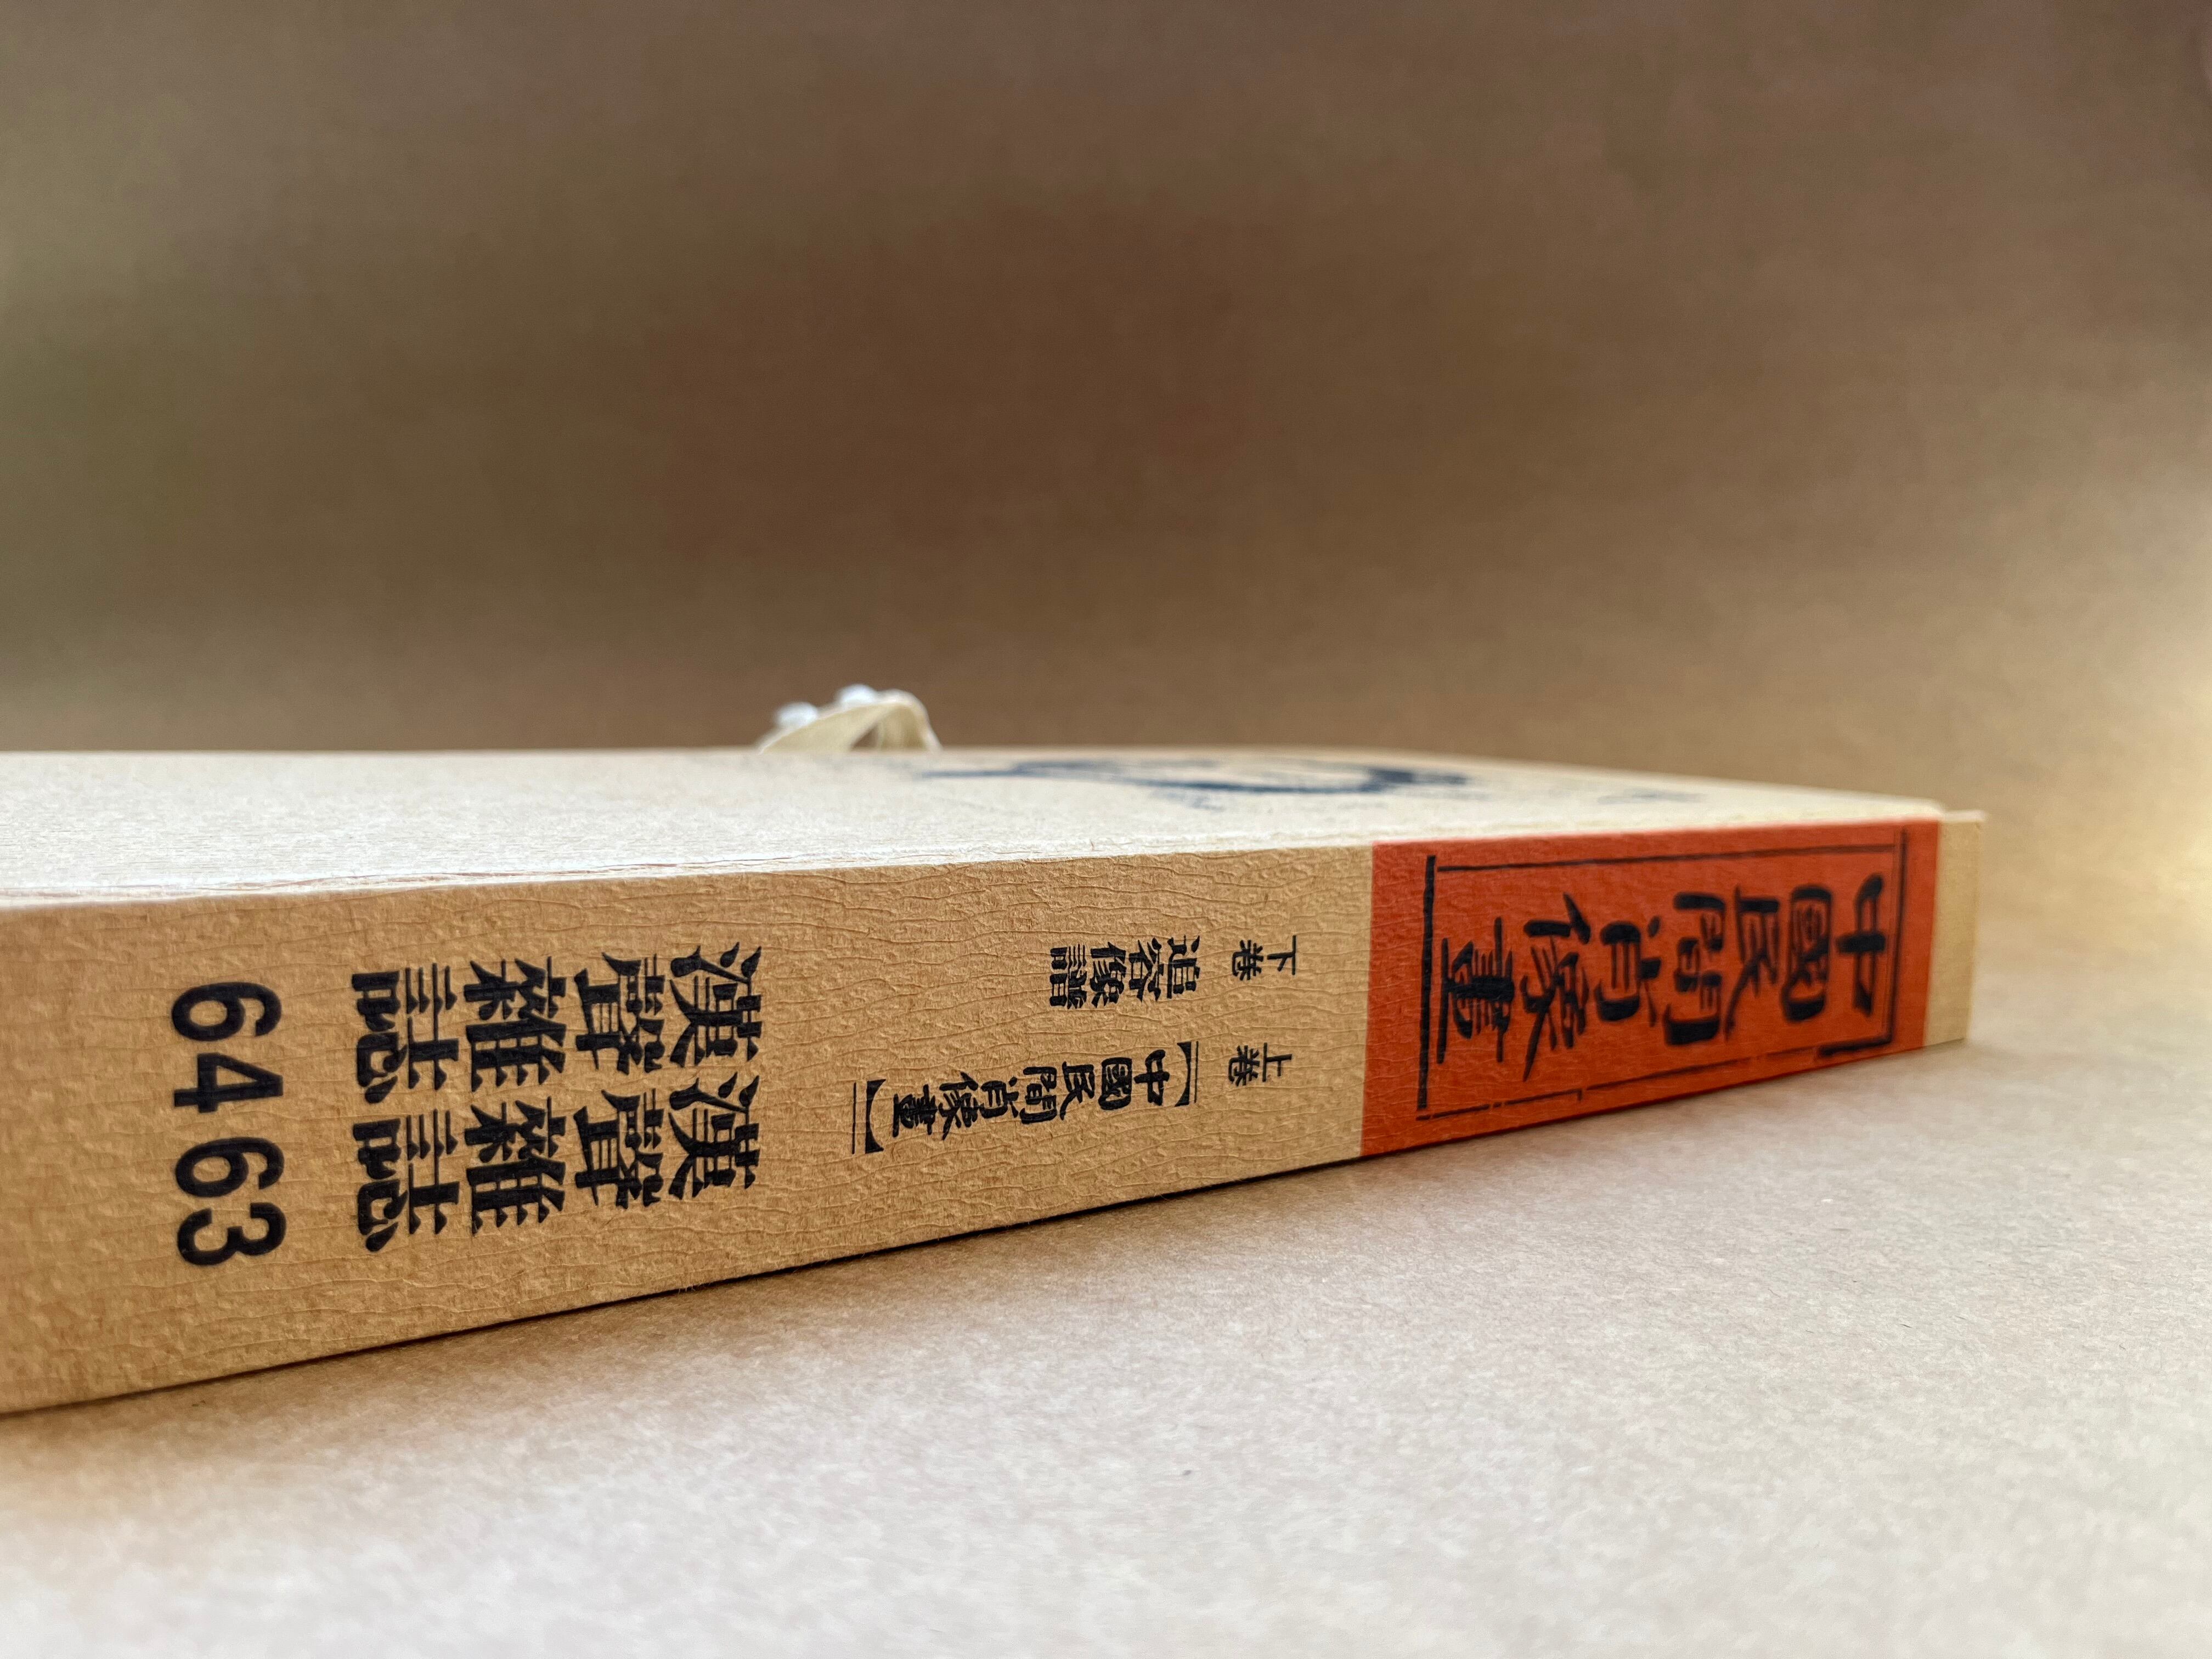 中國民間肖像畫
上卷
【中國民間肖像畫】
下卷
追容像譜
漢聲雜誌
63
漢聲雜誌
64